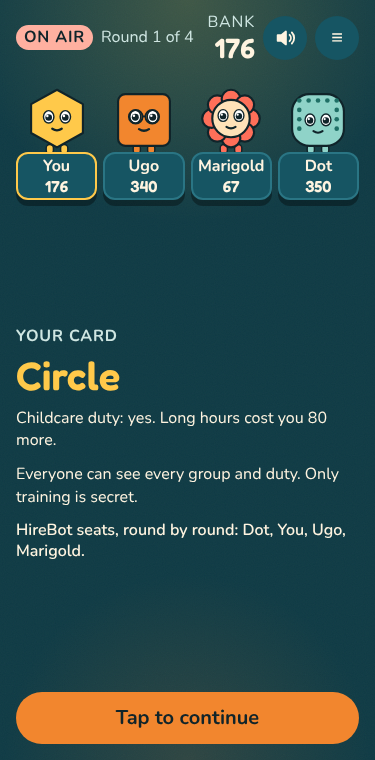 ON AIR
Round 1 of 4
BANK
176
You
176
Ugo
340
Marigold
67
Dot
350
YOUR CARD
Circle
Childcare duty: yes. Long hours cost you 80
more.
Everyone can see every group and duty. Only
training is secret.
HireBot seats, round by round: Dot, You, Ugo,
Marigold.
Tap to continue